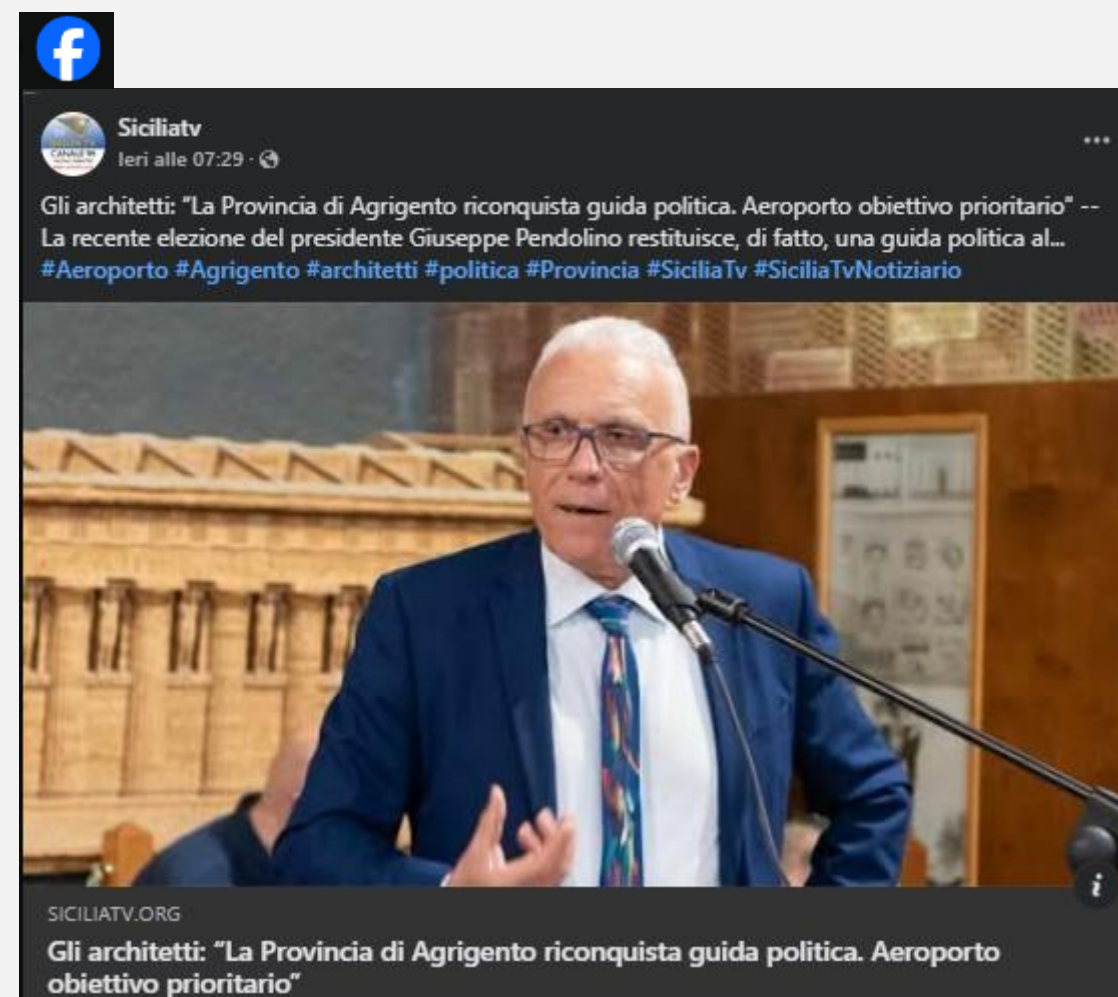 Siciliatv
Ieri alle 07:29 ·
Gli architetti: "La Provincia di Agrigento riconquista guida politica. Aeroporto obiettivo prioritario" --
La recente elezione del presidente Giuseppe Pendolino restituisce, di fatto, una guida politica al...
#Aeroporto #Agrigento #architetti #politica #Provincia #SiciliaTv #SiciliaTvNotiziario
SICILIATV.ORG
Gli architetti: "La Provincia di Agrigento riconquista guida politica. Aeroporto
obiettivo prioritario"